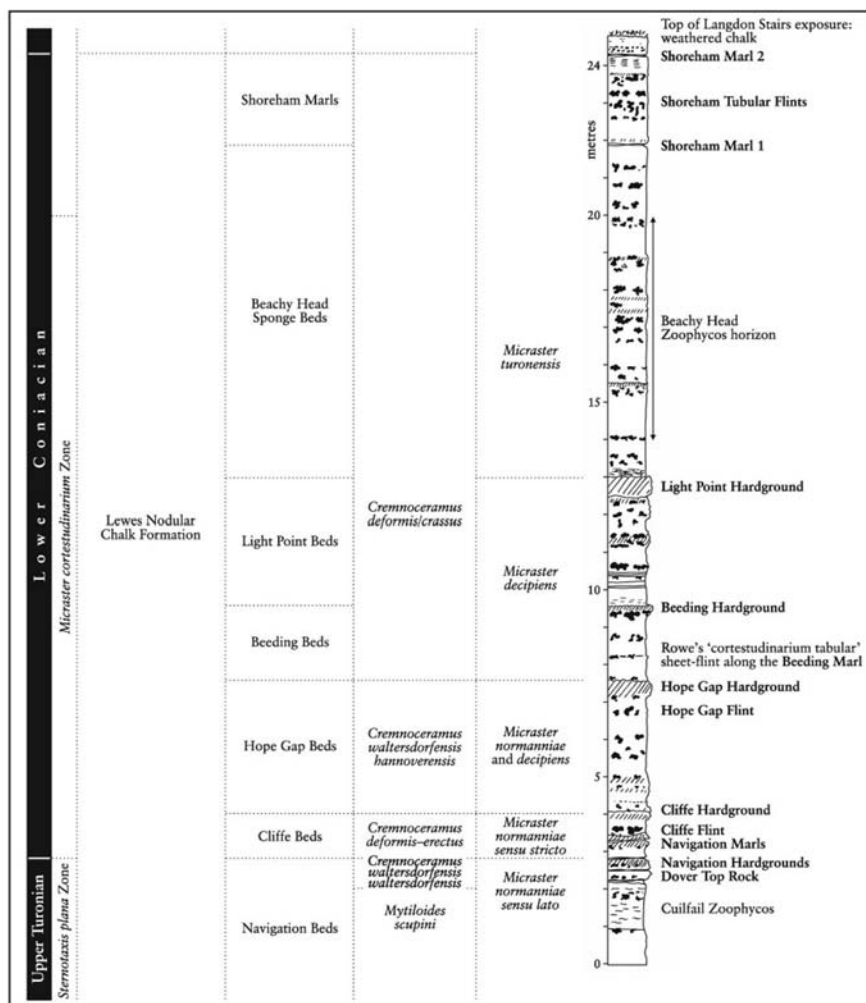 Lower Coniacian
Upper Turonian
Micraster cortestudinarium Zone
Sternotaxis plana Zone
Lewes Nodular
Chalk Formation
Shoreham Marls
Beachy Head
Sponge Beds
Light Point Beds
Beeding Beds
Hope Gap Beds
Cliffe Beds
Navigation Beds
Cremnoceramus
deformis/crassus
Cremnoceramus
waltersdorfensis
hannoverensis
Cremnoceramus
deformis–erectus
Cremnoceramus
waltersdorfensis
waltersdorfensis
Mytiloides
scupini
Micraster
turonensis
Micraster
decipiens
Micraster
normanniae
and decipiens
Micraster
normanniae
sensu stricto
Micraster
normanniae
sensu lato
metres
24
20
15
10
5
0
Top of Langdon Stairs exposure:
weathered chalk
Shoreham Marl 2
Shoreham Tubular Flints
Shoreham Marl 1
Beachy Head
Zoophycos horizon
Light Point Hardground
Beeding Hardground
Rowe's 'cortestudinarium tabular'
sheet-flint along the Beeding Marl
Hope Gap Hardground
Hope Gap Flint
Cliffe Hardground
Cliffe Flint
Navigation Marls
Navigation Hardgrounds
Dover Top Rock
Cuilfail Zoophycos